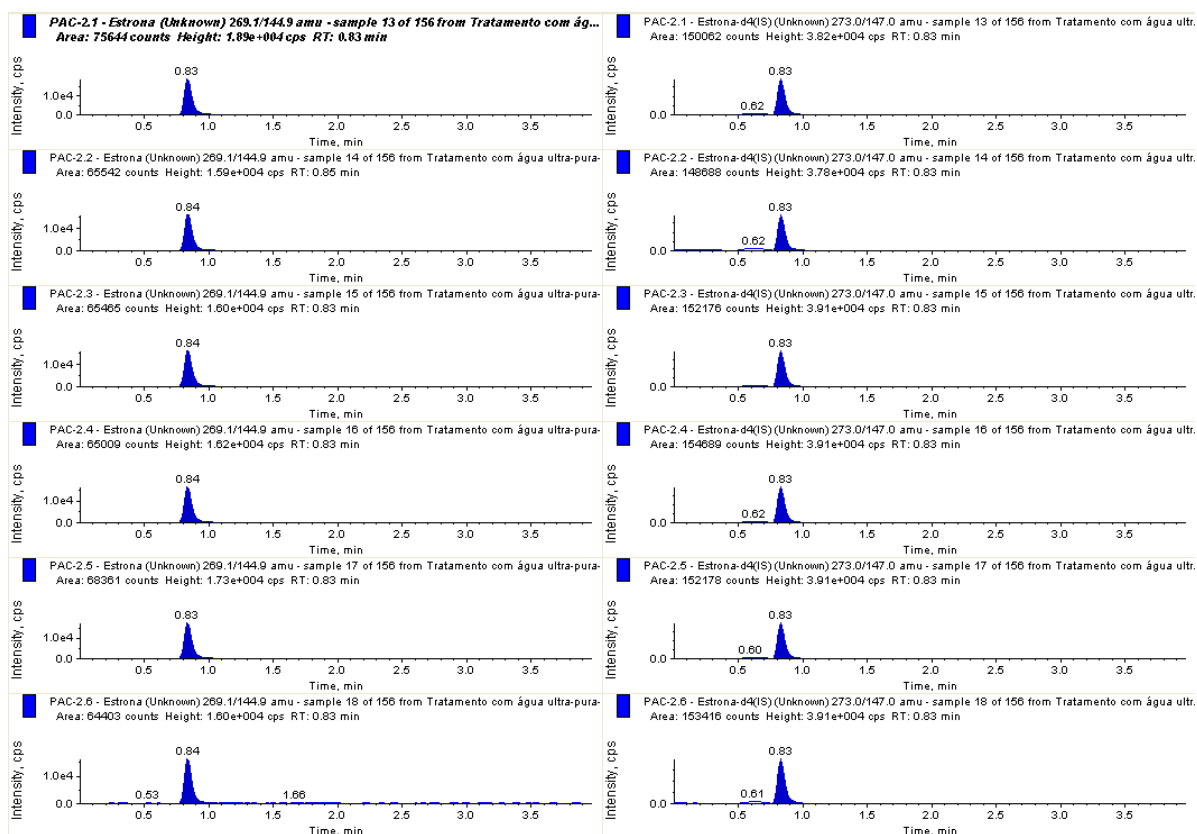 PAC-2.1 - Estrona (Unknown) 269.1/144.9 amu - sample 13 of 156 from Tratamento com ág...
Area: 75644 counts Height: 1.89e+004 cps RT: 0.83 min
Intensity, cps
0.83
1.0e4
0.0
0.5 1.0 1.5 2.0 2.5 3.0 3.5
Time, min
PAC-2.1 - Estrona-d4(IS) (Unknown) 273.0/147.0 amu - sample 13 of 156 from Tratamento com água ultr.
Area: 150062 counts Height: 3.82e+004 cps RT: 0.83 min
Intensity, cps
0.83
0.62
0.0
0.5 1.0 1.5 2.0 2.5 3.0 3.5
Time, min
PAC-2.2 - Estrona (Unknown) 269.1/144.9 amu - sample 14 of 156 from Tratamento com água ultra-pura-
Area: 65542 counts Height: 1.59e+004 cps RT: 0.85 min
Intensity, cps
0.84
1.0e4
0.0
0.5 1.0 1.5 2.0 2.5 3.0 3.5
Time, min
PAC-2.2 - Estrona-d4(IS) (Unknown) 273.0/147.0 amu - sample 14 of 156 from Tratamento com água ultr.
Area: 148688 counts Height: 3.78e+004 cps RT: 0.83 min
Intensity, cps
0.83
0.62
0.0
0.5 1.0 1.5 2.0 2.5 3.0 3.5
Time, min
PAC-2.3 - Estrona (Unknown) 269.1/144.9 amu - sample 15 of 156 from Tratamento com água ultra-pura-
Area: 65465 counts Height: 1.60e+004 cps RT: 0.83 min
Intensity, cps
0.84
1.0e4
0.0
0.5 1.0 1.5 2.0 2.5 3.0 3.5
Time, min
PAC-2.3 - Estrona-d4(IS) (Unknown) 273.0/147.0 amu - sample 15 of 156 from Tratamento com água ultr.
Area: 152176 counts Height: 3.91e+004 cps RT: 0.83 min
Intensity, cps
0.83
0.0
0.5 1.0 1.5 2.0 2.5 3.0 3.5
Time, min
PAC-2.4 - Estrona (Unknown) 269.1/144.9 amu - sample 16 of 156 from Tratamento com água ultra-pura-
Area: 65009 counts Height: 1.62e+004 cps RT: 0.83 min
Intensity, cps
0.84
1.0e4
0.0
0.5 1.0 1.5 2.0 2.5 3.0 3.5
Time, min
PAC-2.4 - Estrona-d4(IS) (Unknown) 273.0/147.0 amu - sample 16 of 156 from Tratamento com água ultr.
Area: 154689 counts Height: 3.91e+004 cps RT: 0.83 min
Intensity, cps
0.83
0.62
0.0
0.5 1.0 1.5 2.0 2.5 3.0 3.5
Time, min
PAC-2.5 - Estrona (Unknown) 269.1/144.9 amu - sample 17 of 156 from Tratamento com água ultra-pura-
Area: 68361 counts Height: 1.73e+004 cps RT: 0.83 min
Intensity, cps
0.83
1.0e4
0.0
0.5 1.0 1.5 2.0 2.5 3.0 3.5
Time, min
PAC-2.5 - Estrona-d4(IS) (Unknown) 273.0/147.0 amu - sample 17 of 156 from Tratamento com água ultr.
Area: 152178 counts Height: 3.91e+004 cps RT: 0.83 min
Intensity, cps
0.83
0.60
0.0
0.5 1.0 1.5 2.0 2.5 3.0 3.5
Time, min
PAC-2.6 - Estrona (Unknown) 269.1/144.9 amu - sample 18 of 156 from Tratamento com água ultra-pura-
Area: 64403 counts Height: 1.60e+004 cps RT: 0.83 min
Intensity, cps
0.84
1.0e4
0.53 1.66
0.0
0.5 1.0 1.5 2.0 2.5 3.0 3.5
Time, min
PAC-2.6 - Estrona-d4(IS) (Unknown) 273.0/147.0 amu - sample 18 of 156 from Tratamento com água ultr.
Area: 153416 counts Height: 3.91e+004 cps RT: 0.83 min
Intensity, cps
0.83
0.61
0.0
0.5 1.0 1.5 2.0 2.5 3.0 3.5
Time, min